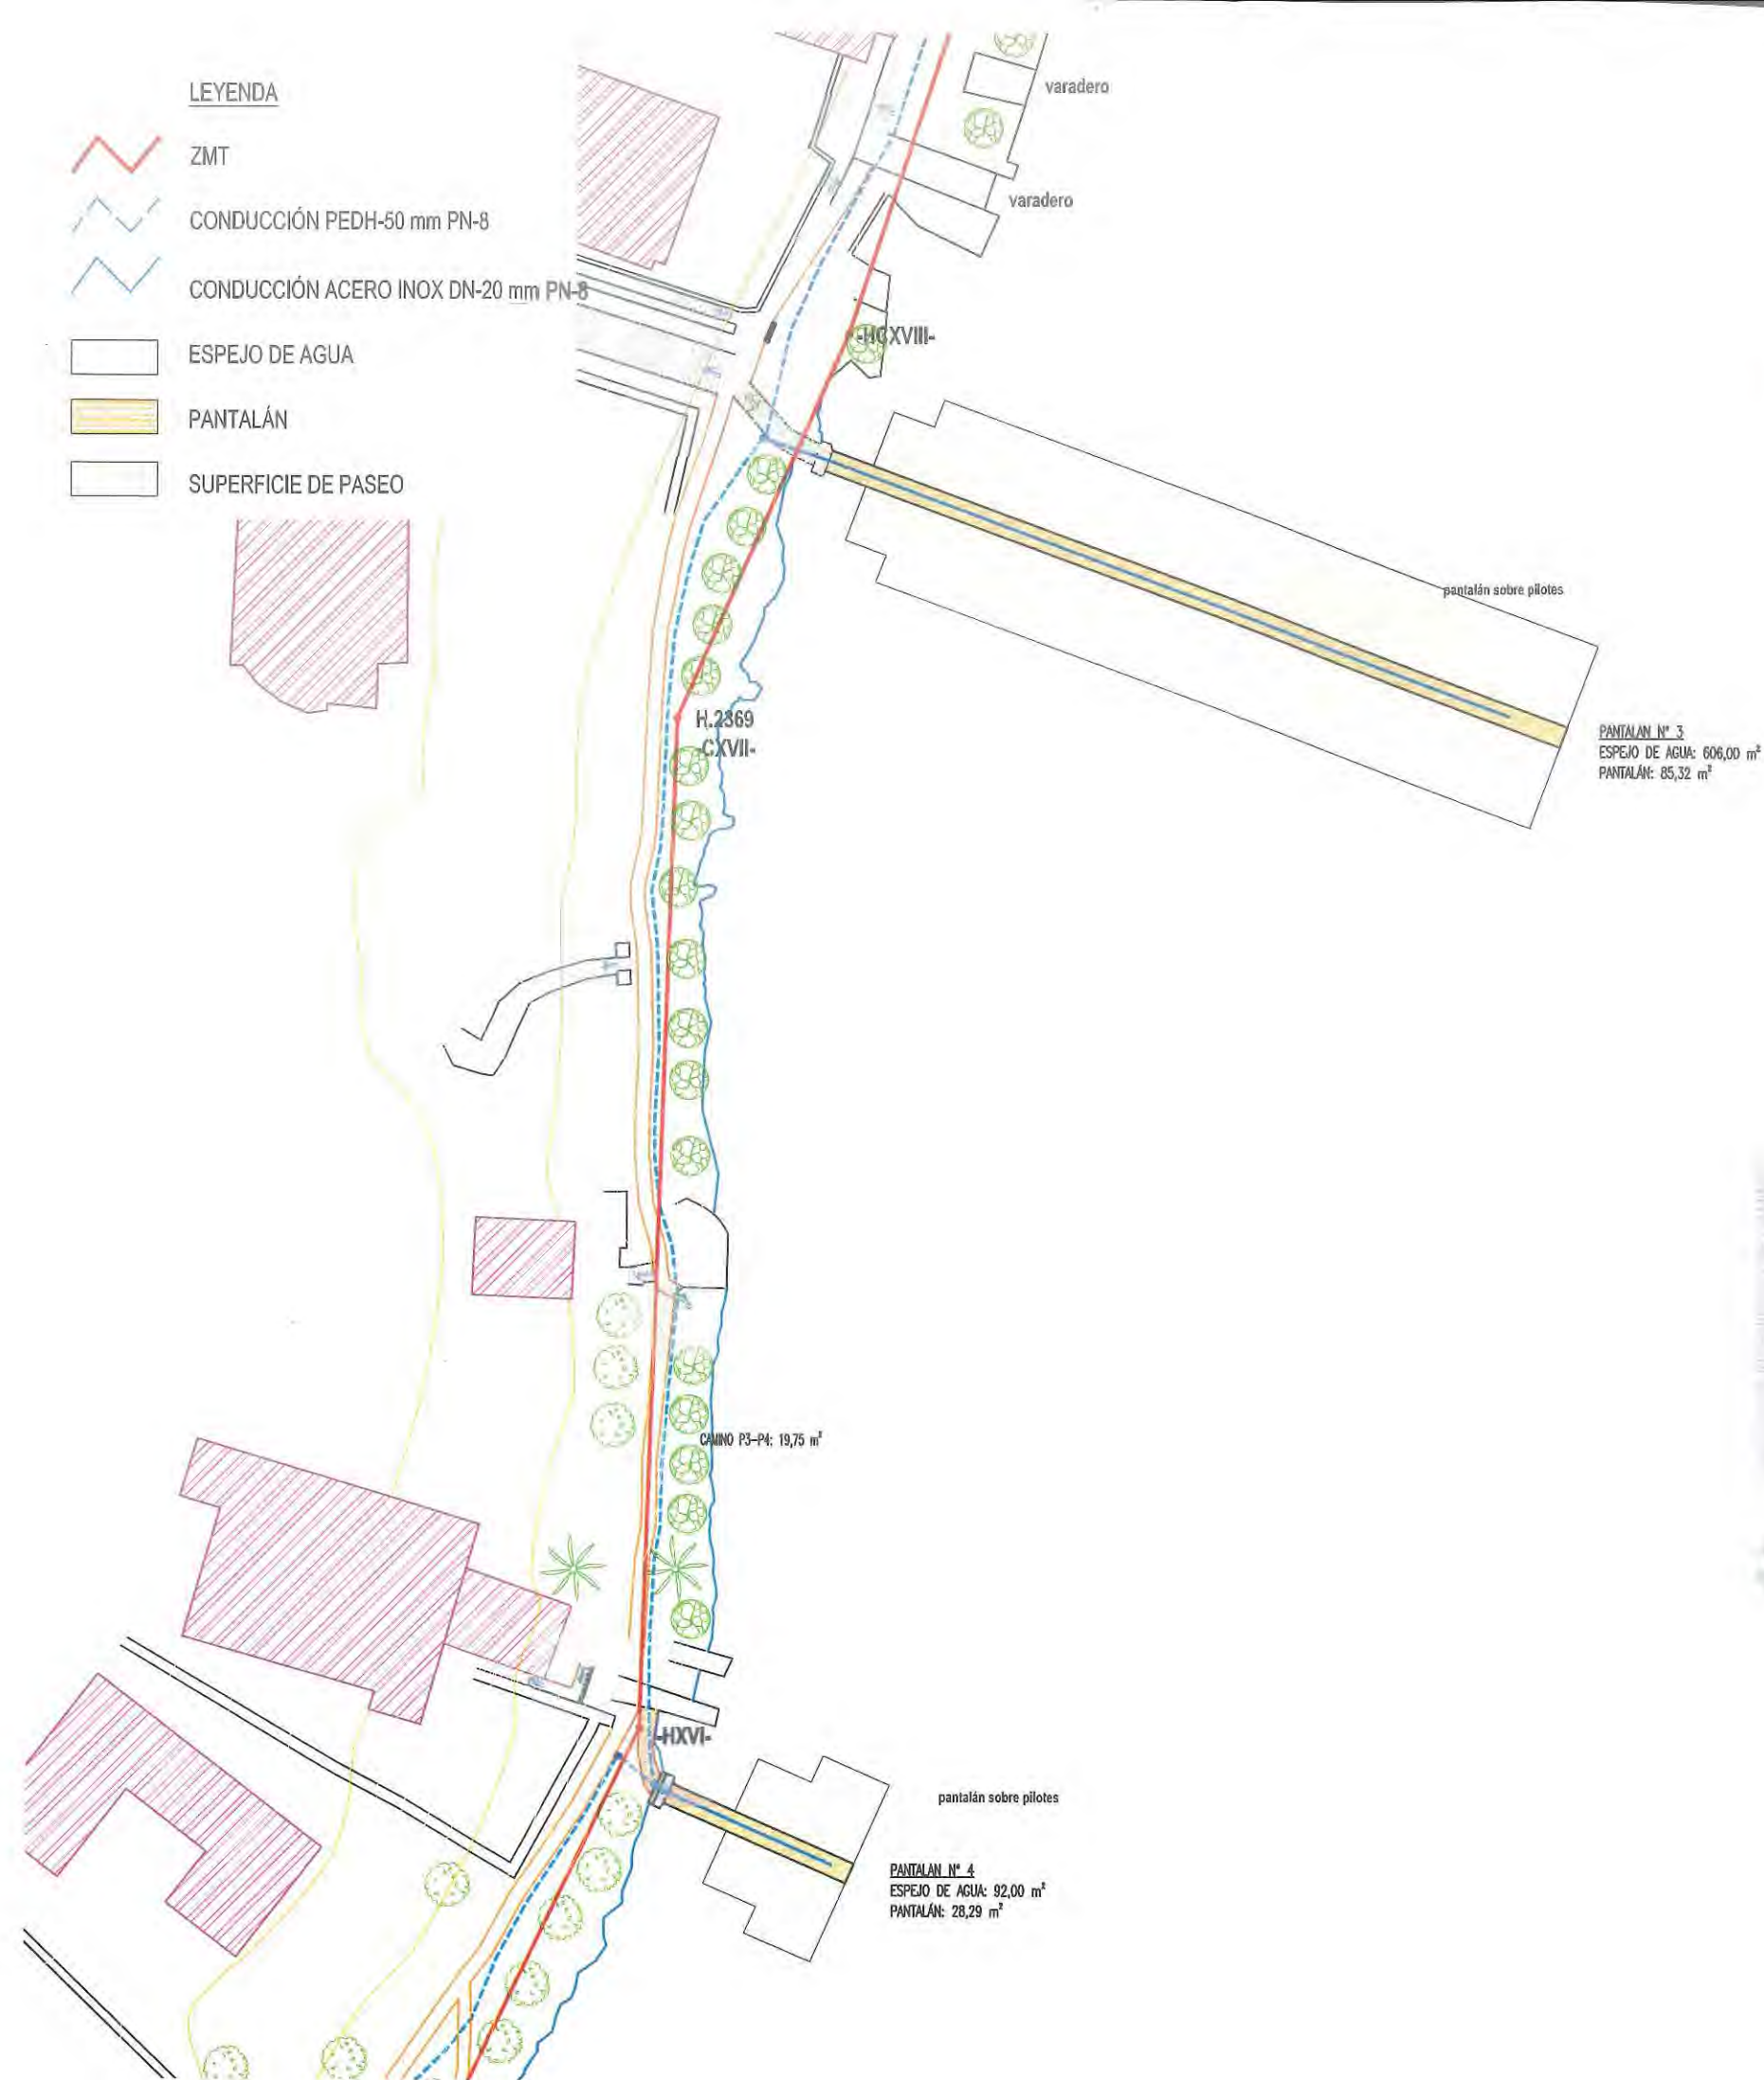 LEYENDA
ZMT
CONDUCCIÓN PEDH-50 mm PN-8
CONDUCCIÓN ACERO INOX DN-20 mm PN-8
ESPEJO DE AGUA
PANTALÁN
SUPERFICIE DE PASEO
varadero
varadero
-HCXVIII-
pantalán sobre pilotes
H.2369
-CXVII-
PANTALAN Nº 3
ESPEJO DE AGUA: 606,00 m²
PANTALÁN: 85,32 m²
CAMINO P3-P4: 19,75 m²
-HXVI-
pantalán sobre pilotes
PANTALAN Nº 4
ESPEJO DE AGUA: 92,00 m²
PANTALÁN: 28,29 m²